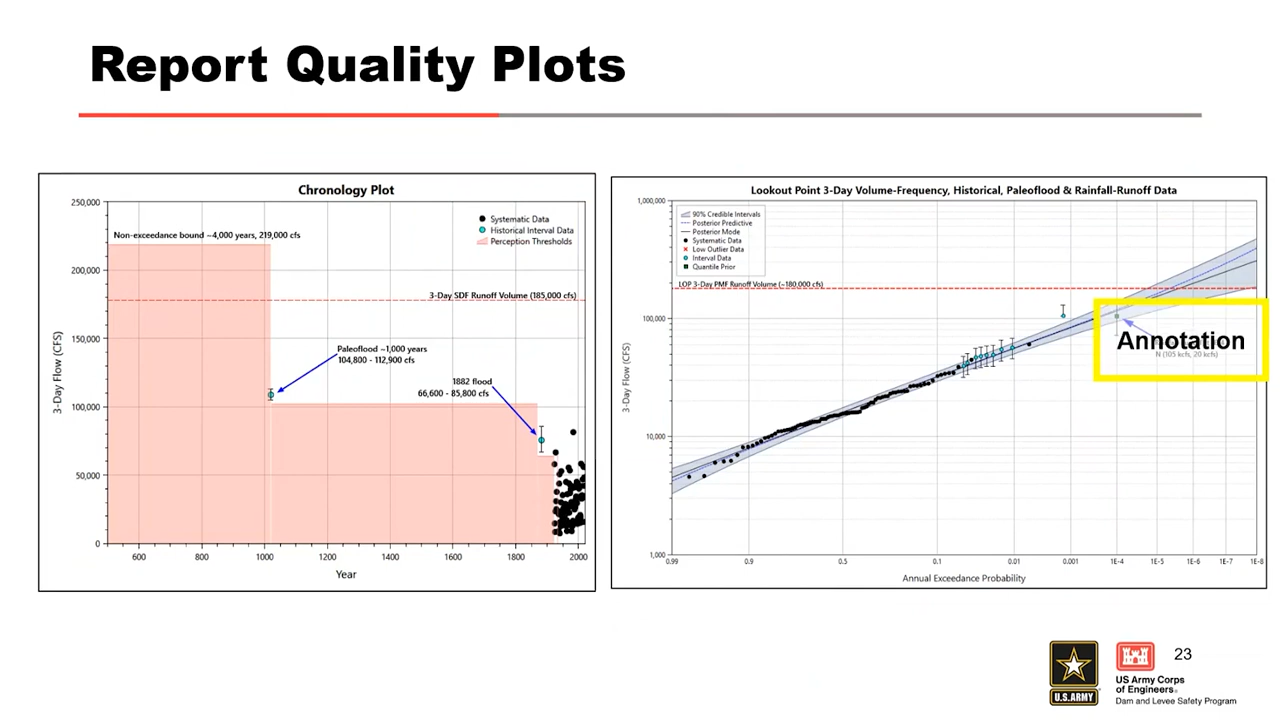 Report Quality Plots
Chronology Plot
250,000
200,000
150,000
100,000
50,000
0
3-Day Flow (CFS)
Non-exceedance bound ~4,000 years, 219,000 cfs
Systematic Data
Historical Interval Data
Perception Thresholds
3-Day SDF Runoff Volume (185,000 cfs)
Paleoflood ~1,000 years
104,800 - 112,900 cfs
1882 flood
66,600 - 85,800 cfs
600 800 1000 1200 1400 1600 1800 2000
Year
Lookout Point 3-Day Volume-Frequency, Historical, Paleoflood & Rainfall-Runoff Data
1,000,000
100,000
10,000
1,000
3-Day Flow (CFS)
90% Credible Intervals
Posterior Predictive
Posterior Mode
Systematic Data
Low Outlier Data
Interval Data
Quantile Prior
LOP 3-Day PMF Runoff Volume (~180,000 cfs)
Annotation
N (105 kcfs, 20 kcfs)
0.99 0.9 0.5 0.1 0.01 0.001 1E-4 1E-5 1E-6 1E-7 1E-8
Annual Exceedance Probability
U.S.ARMY
US Army Corps
of Engineers®
Dam and Levee Safety Program
23